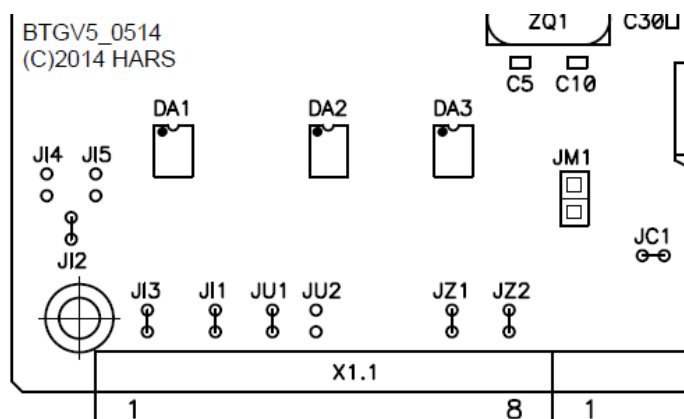 BTGV5_0514
(C)2014 HARS
ZQ1
C30
C5
C10
DA1
DA2
DA3
JI4
JI5
JM1
JI2
JC1
JI3
JI1
JU1
JU2
JZ1
JZ2
X1.1
1
8
1